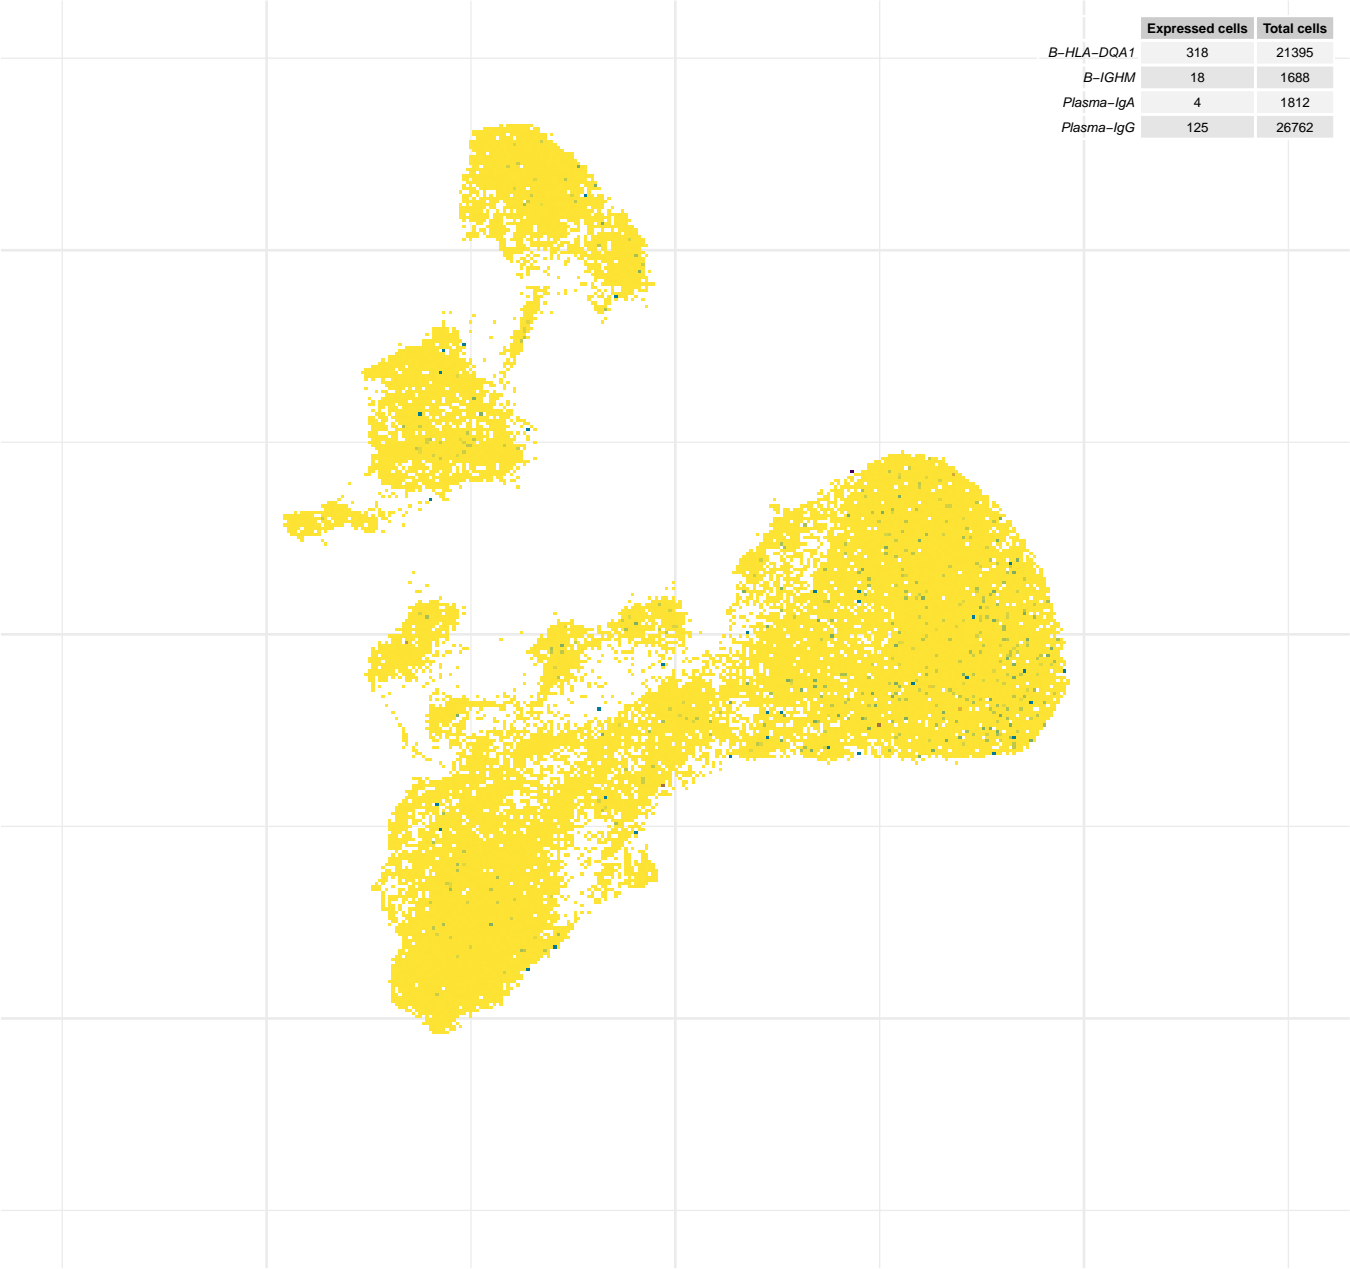 Expressed cells Total cells
B−HLA−DQA1 318 21395
B−IGHM 18 1688
Plasma−IgA 4 1812
Plasma−IgG 125 26762